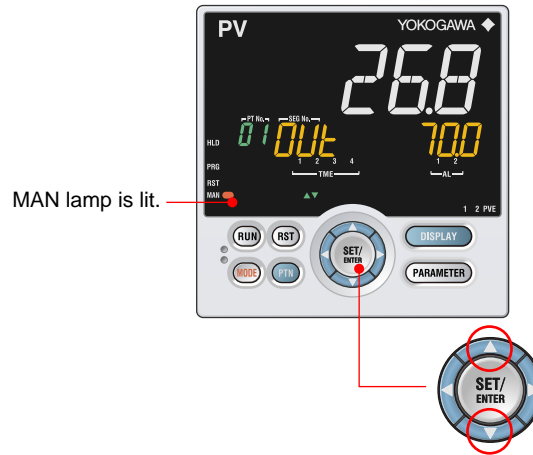 PV YOKOGAWA
26.8
PT No. SEG No.
01 OUt 70.0
HLD
1 2 3 4 1 2
TME AL
PRG
RST
MAN
1 2 PVE
MAN lamp is lit.
RUN RST DISPLAY
SET/
ENTER
MODE PTN PARAMETER
SET/
ENTER